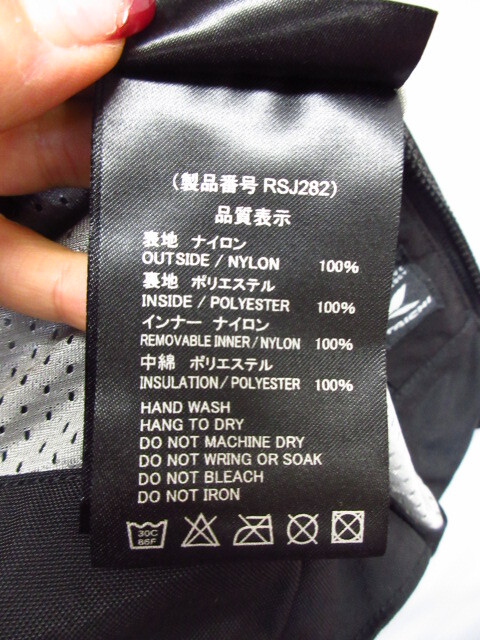 (製品番号 RSJ282)
品質表示
表地 ナイロン
OUTSIDE / NYLON 100%
裏地 ポリエステル
INSIDE / POLYESTER 100%
インナー ナイロン
REMOVABLE INNER/NYLON 100%
中綿 ポリエステル
INSULATION/POLYESTER 100%
HAND WASH
HANG TO DRY
DO NOT MACHINE DRY
DO NOT WRING OR SOAK
DO NOT BLEACH
DO NOT IRON
30C
86F